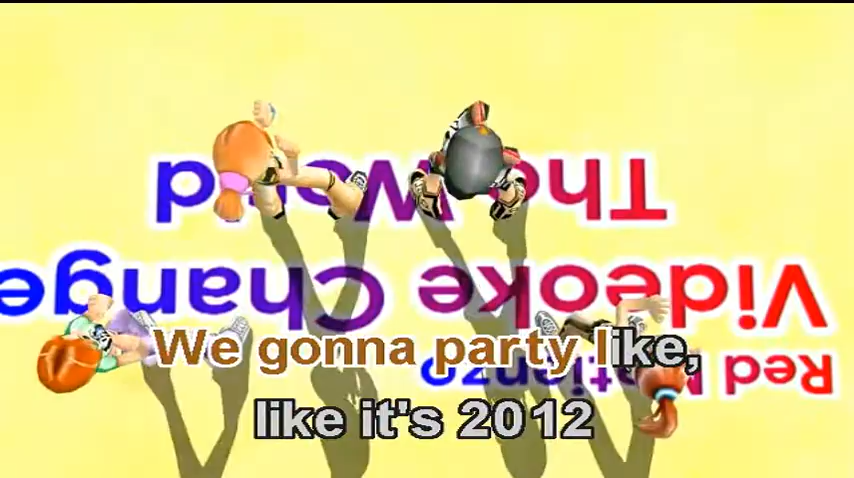 Red
Videoke Change
The World
We gonna party like,
like it's 2012